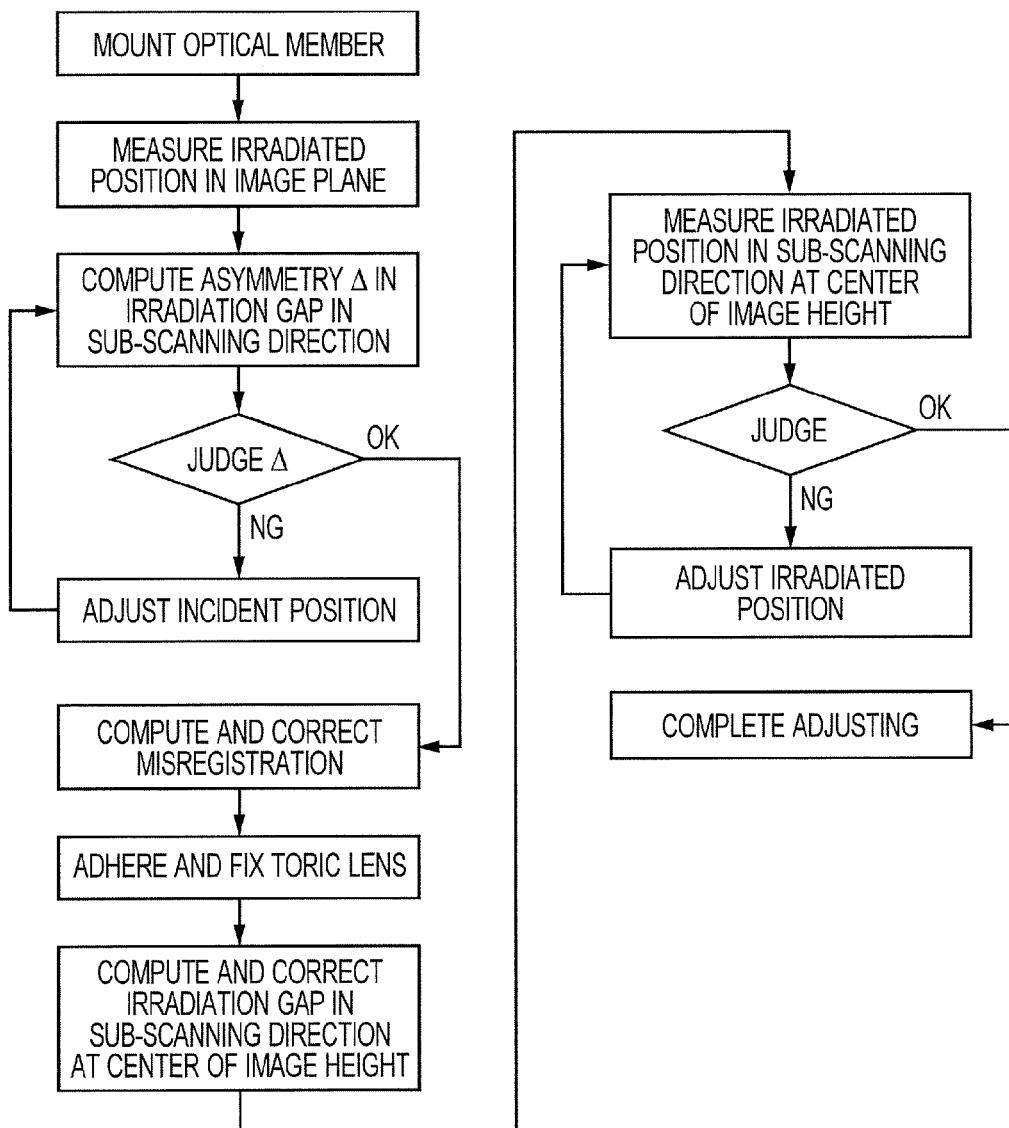 MOUNT OPTICAL MEMBER
MEASURE IRRADIATED
POSITION IN IMAGE PLANE
COMPUTE ASYMMETRY Δ IN
IRRADIATION GAP IN
SUB-SCANNING DIRECTION
JUDGE Δ
OK
NG
ADJUST INCIDENT POSITION
COMPUTE AND CORRECT
MISREGISTRATION
ADHERE AND FIX TORIC LENS
COMPUTE AND CORRECT
IRRADIATION GAP IN
SUB-SCANNING DIRECTION
AT CENTER OF IMAGE HEIGHT
MEASURE IRRADIATED
POSITION IN SUB-SCANNING
DIRECTION AT CENTER
OF IMAGE HEIGHT
JUDGE
OK
NG
ADJUST IRRADIATED
POSITION
COMPLETE ADJUSTING